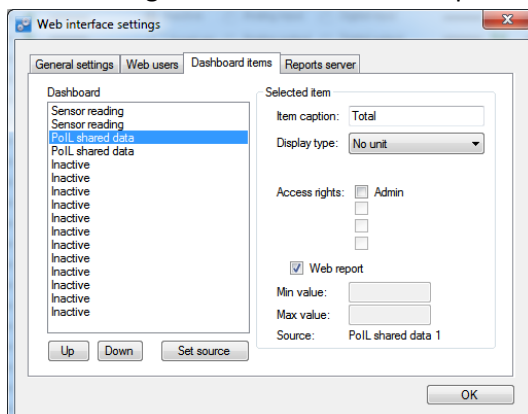 Web interface settings
General settings Web users Dashboard items Reports server
Dashboard
Sensor reading
Sensor reading
PoIL shared data
PoIL shared data
Inactive
Inactive
Inactive
Inactive
Inactive
Inactive
Inactive
Inactive
Inactive
Inactive
Inactive
Inactive
Up Down Set source
Selected item
Item caption: Total
Display type: No unit
Access rights: Admin
Web report
Min value:
Max value:
Source: PoIL shared data 1
OK